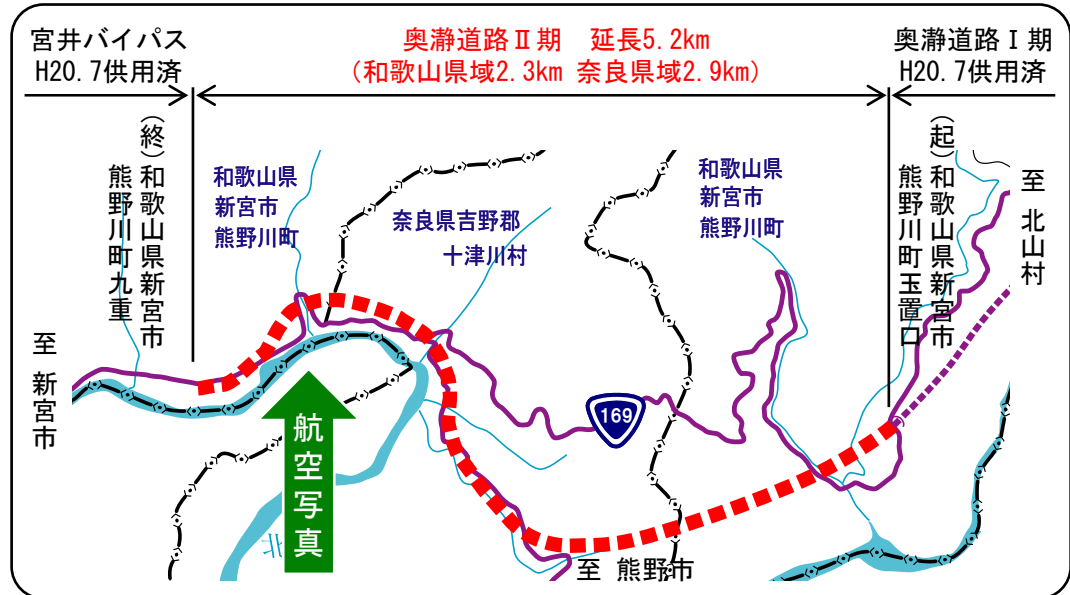 宮井バイパス
H20.7供用済
奥瀞道路Ⅱ期　延長5.2km
(和歌山県域2.3km 奈良県域2.9km)
奥瀞道路Ⅰ期
H20.7供用済
(終)和歌山県新宮市
熊野川町九重
和歌山県
新宮市
熊野川町
奈良県吉野郡
十津川村
和歌山県
新宮市
熊野川町
(起)和歌山県新宮市
熊野川町玉置口
至 北山村
至 新宮市
169
航空写真
北
至 熊野市